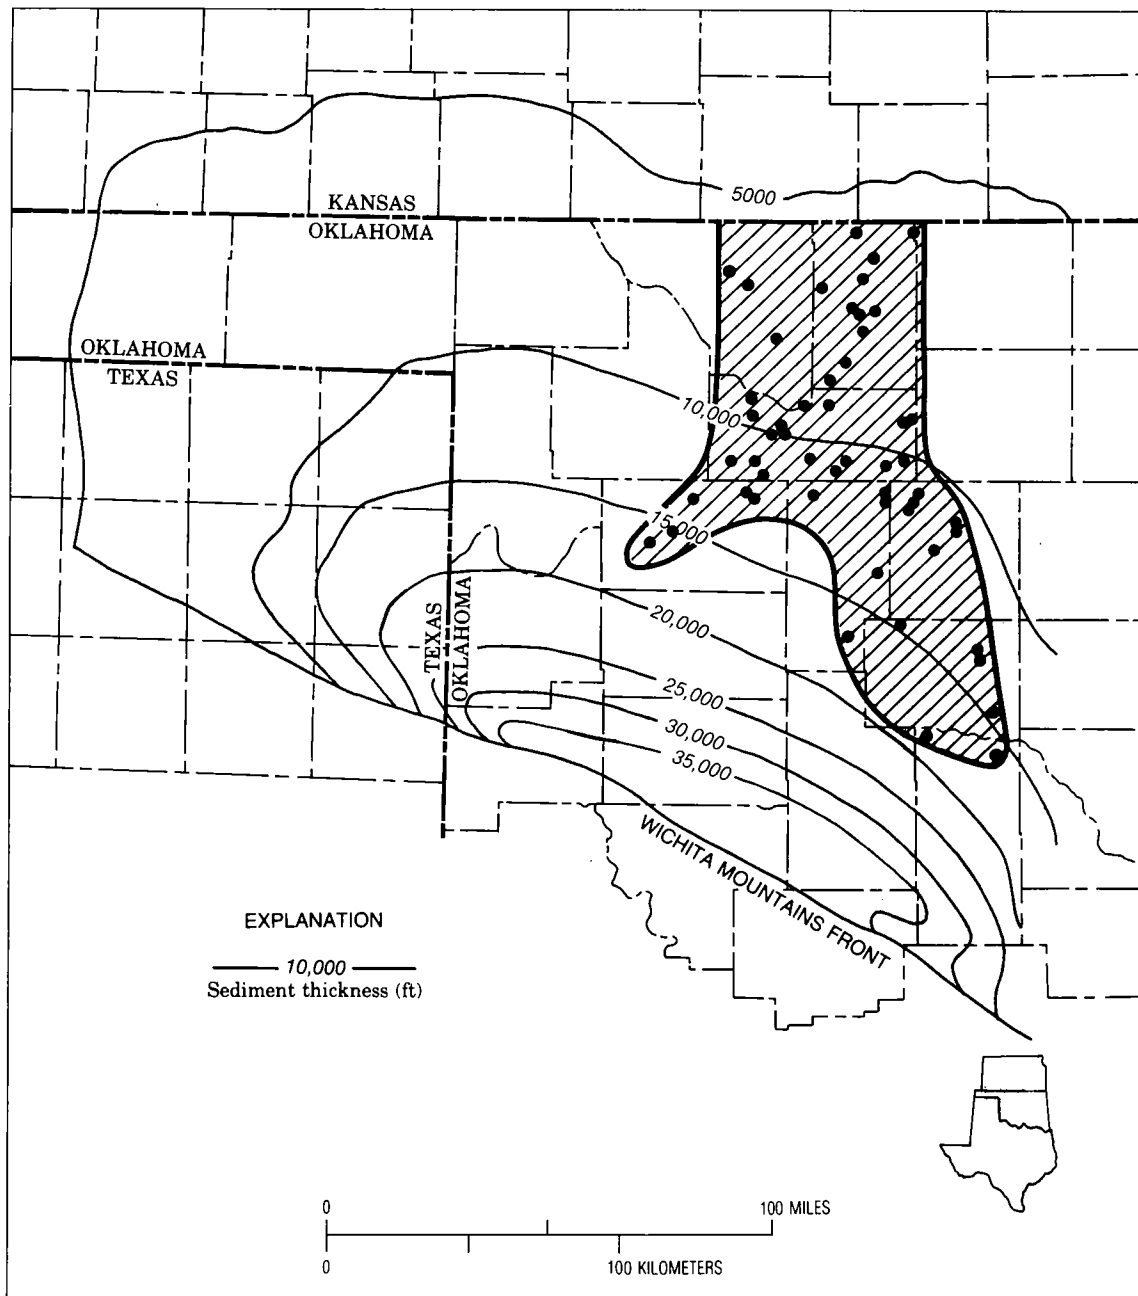 5000
KANSAS
OKLAHOMA
OKLAHOMA
TEXAS
10,000
15,000
TEXAS
OKLAHOMA
20,000
25,000
30,000
35,000
WICHITA MOUNTAINS FRONT
EXPLANATION
10,000
Sediment thickness (ft)
0
100 MILES
0
100 KILOMETERS